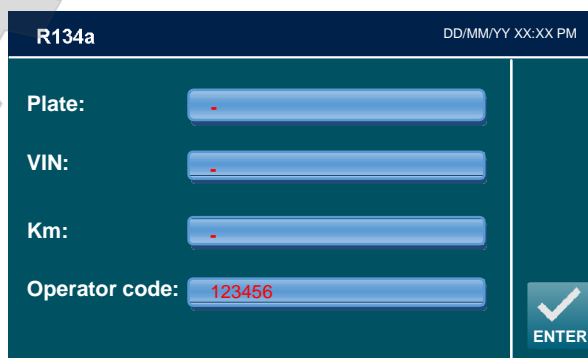 R134a DD/MM/YY XX:XX PM
Plate: -
VIN: -
Km: -
Operator code: 123456
ENTER